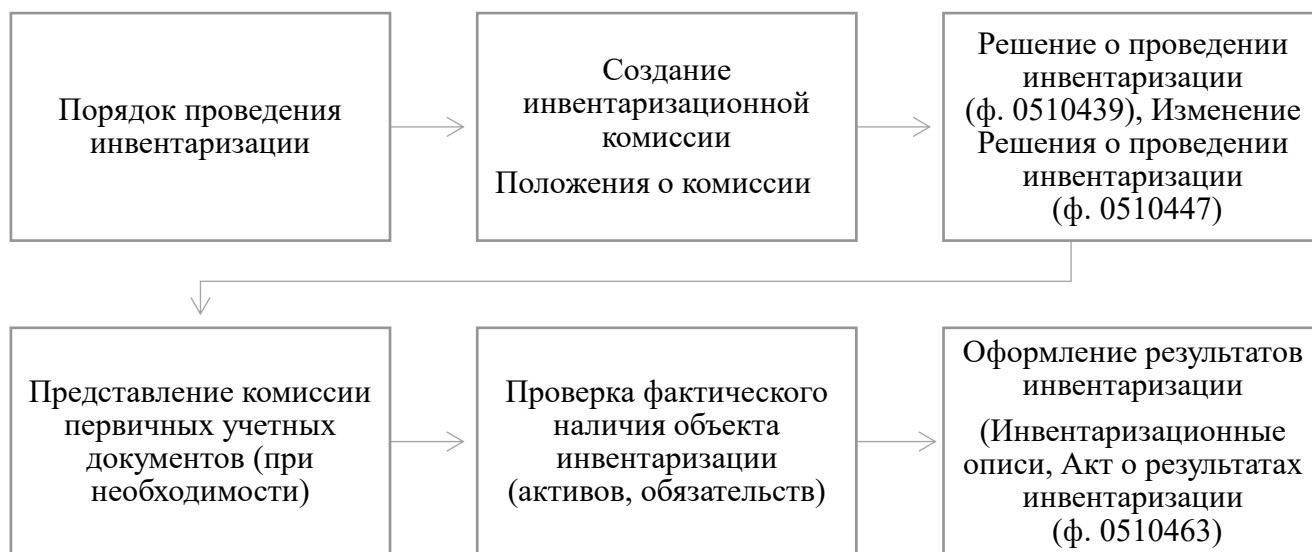 Порядок проведения
инвентаризации
Создание
инвентаризационной
комиссии
Положения о комиссии
Решение о проведении
инвентаризации
(ф. 0510439), Изменение
Решения о проведении
инвентаризации
(ф. 0510447)
Представление комиссии
первичных учетных
документов (при
необходимости)
Проверка фактического
наличия объекта
инвентаризации
(активов, обязательств)
Оформление результатов
инвентаризации
(Инвентаризационные
описи, Акт о результатах
инвентаризации
(ф. 0510463)